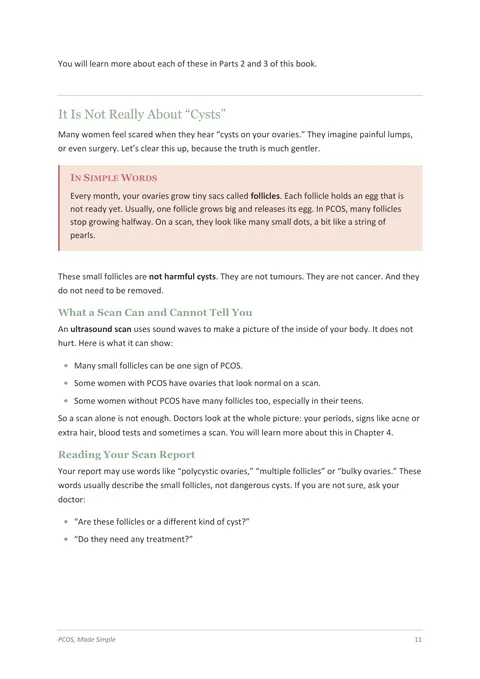 You will learn more about each of these in Parts 2 and 3 of this book.
It Is Not Really About “Cysts”
Many women feel scared when they hear “cysts on your ovaries.” They imagine painful lumps,
or even surgery. Let’s clear this up, because the truth is much gentler.
In Simple Words
Every month, your ovaries grow tiny sacs called follicles. Each follicle holds an egg that is
not ready yet. Usually, one follicle grows big and releases its egg. In PCOS, many follicles
stop growing halfway. On a scan, they look like many small dots, a bit like a string of
pearls.
These small follicles are not harmful cysts. They are not tumours. They are not cancer. And they
do not need to be removed.
What a Scan Can and Cannot Tell You
An ultrasound scan uses sound waves to make a picture of the inside of your body. It does not
hurt. Here is what it can show:
• Many small follicles can be one sign of PCOS.
• Some women with PCOS have ovaries that look normal on a scan.
• Some women without PCOS have many follicles too, especially in their teens.
So a scan alone is not enough. Doctors look at the whole picture: your periods, signs like acne or
extra hair, blood tests and sometimes a scan. You will learn more about this in Chapter 4.
Reading Your Scan Report
Your report may use words like “polycystic ovaries,” “multiple follicles” or “bulky ovaries.” These
words usually describe the small follicles, not dangerous cysts. If you are not sure, ask your
doctor:
• “Are these follicles or a different kind of cyst?”
• “Do they need any treatment?”
PCOS, Made Simple
11